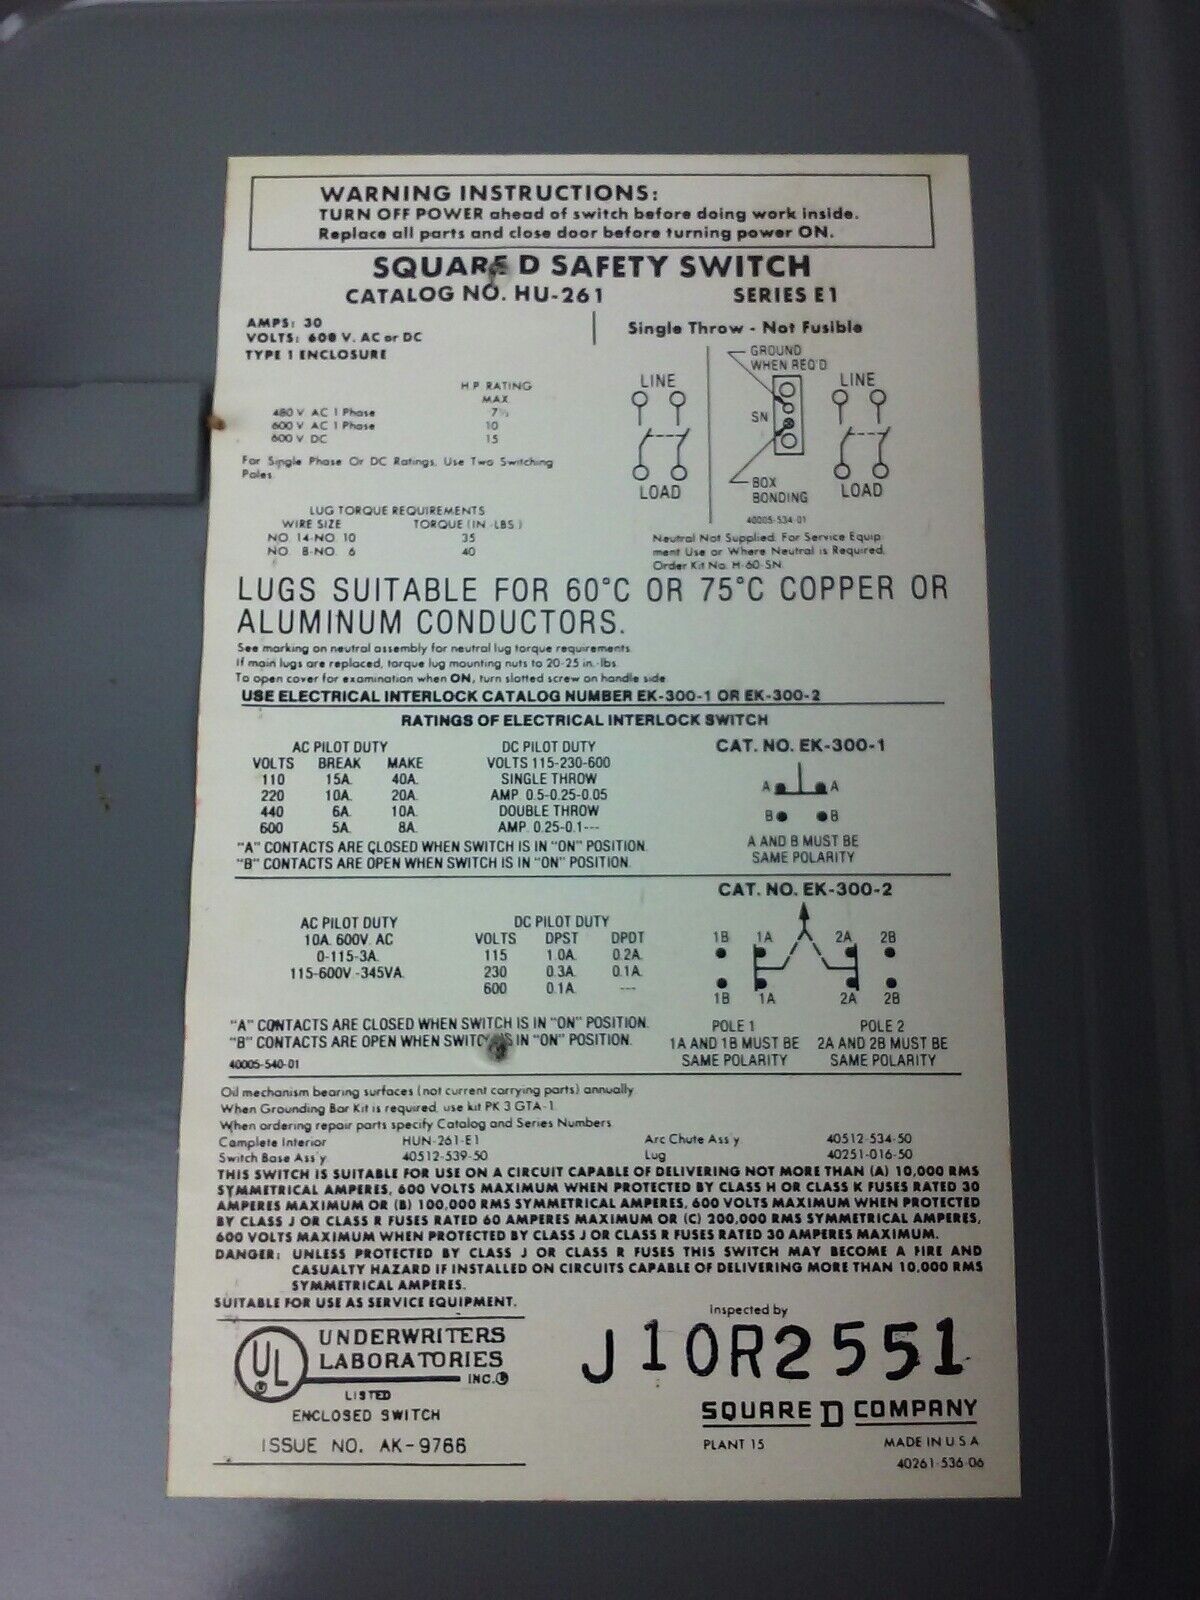 WARNING INSTRUCTIONS:
TURN OFF POWER ahead of switch before doing work inside.
Replace all parts and close door before turning power ON.
SQUARE D SAFETY SWITCH
CATALOG NO. HU-261 SERIES E1
AMPS: 30
VOLTS: 600 V. AC or DC
TYPE 1 ENCLOSURE
H.P. RATING
MAX
480 V AC 1 Phase 7½
600 V AC 1 Phase 10
600 V DC 15
For Single Phase Or DC Ratings, Use Two Switching
Poles.
LUG TORQUE REQUIREMENTS
WIRE SIZE TORQUE (IN -LBS.)
NO. 14-NO. 10 35
NO. 8-NO. 6 40
Single Throw - Not Fusible
GROUND
WHEN REQ'D
LINE LINE
SN
LOAD LOAD
BOX
BONDING
40005-534-01
Neutral Not Supplied. For Service Equip-
ment Use or Where Neutral is Required,
Order Kit No. H-60-SN.
LUGS SUITABLE FOR 60°C OR 75°C COPPER OR
ALUMINUM CONDUCTORS.
See marking on neutral assembly for neutral lug torque requirements.
If main lugs are replaced, torque lug mounting nuts to 20-25 in.-lbs.
To open cover for examination when ON, turn slotted screw on handle side.
USE ELECTRICAL INTERLOCK CATALOG NUMBER EK-300-1 OR EK-300-2
RATINGS OF ELECTRICAL INTERLOCK SWITCH
AC PILOT DUTY
VOLTS BREAK MAKE
110 15A. 40A.
220 10A. 20A.
440 6A. 10A.
600 5A. 8A.
DC PILOT DUTY
VOLTS 115-230-600
SINGLE THROW
AMP. 0.5-0.25-0.05
DOUBLE THROW
AMP. 0.25-0.1---
CAT. NO. EK-300-1
A A
B B
A AND B MUST BE
SAME POLARITY
"A" CONTACTS ARE CLOSED WHEN SWITCH IS IN "ON" POSITION.
"B" CONTACTS ARE OPEN WHEN SWITCH IS IN "ON" POSITION.
CAT. NO. EK-300-2
AC PILOT DUTY
10A. 600V. AC
0-115-3A.
115-600V.-345VA.
DC PILOT DUTY
VOLTS DPST DPDT
115 1.0A. 0.2A.
230 0.3A. 0.1A.
600 0.1A. ---
1B 1A 2A 2B
1B 1A 2A 2B
POLE 1 POLE 2
1A AND 1B MUST BE 2A AND 2B MUST BE
SAME POLARITY SAME POLARITY
"A" CONTACTS ARE CLOSED WHEN SWITCH IS IN "ON" POSITION.
"B" CONTACTS ARE OPEN WHEN SWITCH IS IN "ON" POSITION.
40005-540-01
Oil mechanism bearing surfaces (not current carrying parts) annually.
When Grounding Bar Kit is required, use kit PK 3 GTA-1
When ordering repair parts specify Catalog and Series Numbers.
Complete Interior HUN-261-E1 Arc Chute Ass'y 40512-534-50
Switch Base Ass'y 40512-539-50 Lug 40251-016-50
THIS SWITCH IS SUITABLE FOR USE ON A CIRCUIT CAPABLE OF DELIVERING NOT MORE THAN (A) 10,000 RMS
SYMMETRICAL AMPERES, 600 VOLTS MAXIMUM WHEN PROTECTED BY CLASS H OR CLASS K FUSES RATED 30
AMPERES MAXIMUM OR (B) 100,000 RMS SYMMETRICAL AMPERES, 600 VOLTS MAXIMUM WHEN PROTECTED
BY CLASS J OR CLASS R FUSES RATED 60 AMPERES MAXIMUM OR (C) 200,000 RMS SYMMETRICAL AMPERES,
600 VOLTS MAXIMUM WHEN PROTECTED BY CLASS J OR CLASS R FUSES RATED 30 AMPERES MAXIMUM.
DANGER: UNLESS PROTECTED BY CLASS J OR CLASS R FUSES THIS SWITCH MAY BECOME A FIRE AND
CASUALTY HAZARD IF INSTALLED ON CIRCUITS CAPABLE OF DELIVERING MORE THAN 10,000 RMS
SYMMETRICAL AMPERES.
SUITABLE FOR USE AS SERVICE EQUIPMENT.
UL
UNDERWRITERS
LABORATORIES
INC.
LISTED
ENCLOSED SWITCH
ISSUE NO. AK-9766
Inspected by
J10R2551
SQUARE D COMPANY
PLANT 15 MADE IN U S A
40261-536-06